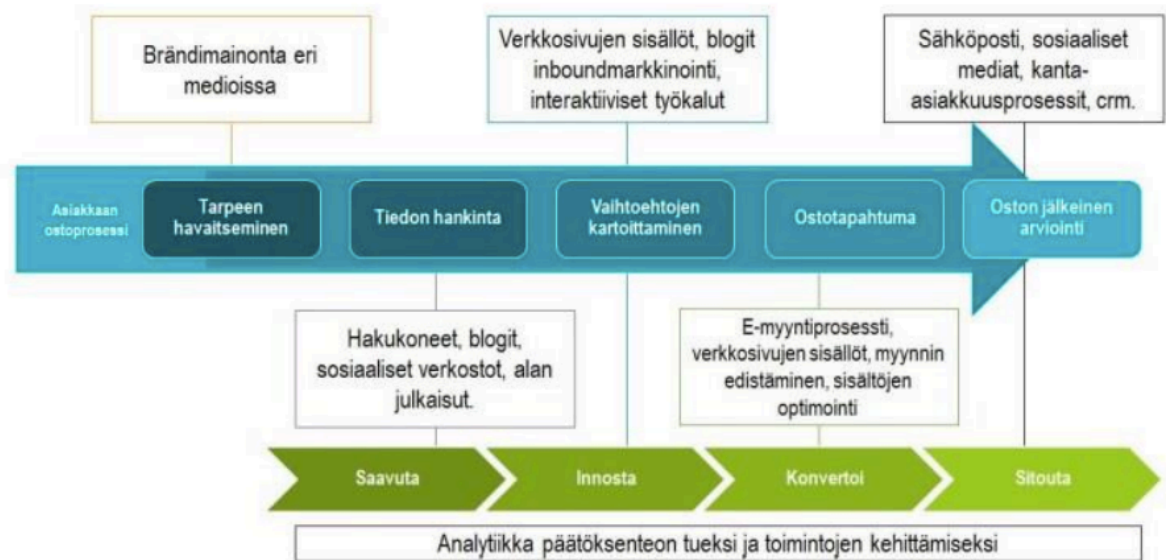 Brändimainonta eri
medioissa
Verkkosivujen sisällöt, blogit
inboundmarkkinointi,
interaktiiviset työkalut
Sähköposti, sosiaaliset
mediat, kanta-
asiakkuusprosessit, crm.
Asiakkaan
ostoprosessi
Tarpeen
havaitseminen
Tiedon hankinta
Vaihtoehtojen
kartoittaminen
Ostotapahtuma
Oston jälkeinen
arviointi
Hakukoneet, blogit,
sosiaaliset verkostot, alan
julkaisut.
E-myyntiprosessti,
verkkosivujen sisällöt, myynnin
edistäminen, sisältöjen
optimointi
Saavuta
Innosta
Konvertoi
Sitouta
Analytiikka päätöksenteon tueksi ja toimintojen kehittämiseksi